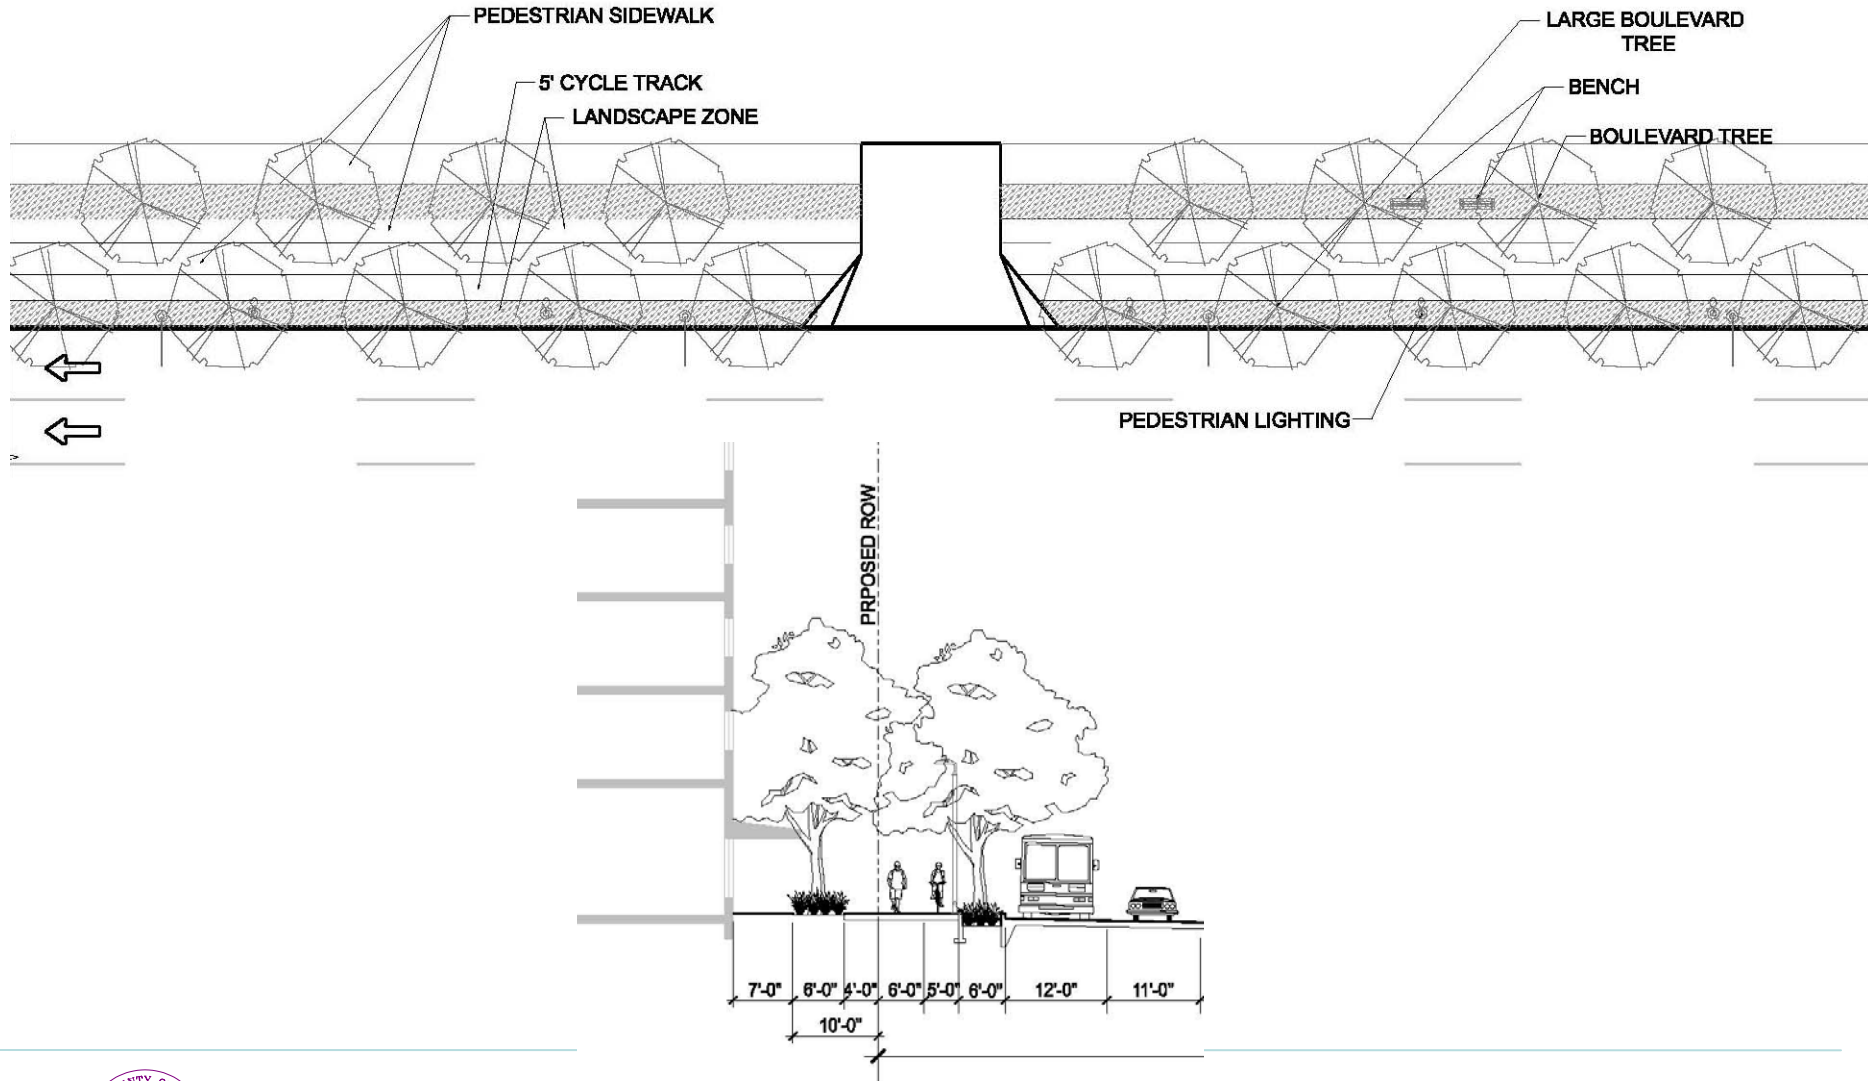 PEDESTRIAN SIDEWALK
LARGE BOULEVARD
TREE
5' CYCLE TRACK
BENCH
LANDSCAPE ZONE
BOULEVARD TREE
PEDESTRIAN LIGHTING
PRPOSED ROW
7'-0" 6'-0" 4'-0" 6'-0" 5'-0" 6'-0" 12'-0" 11'-0"
10'-0"